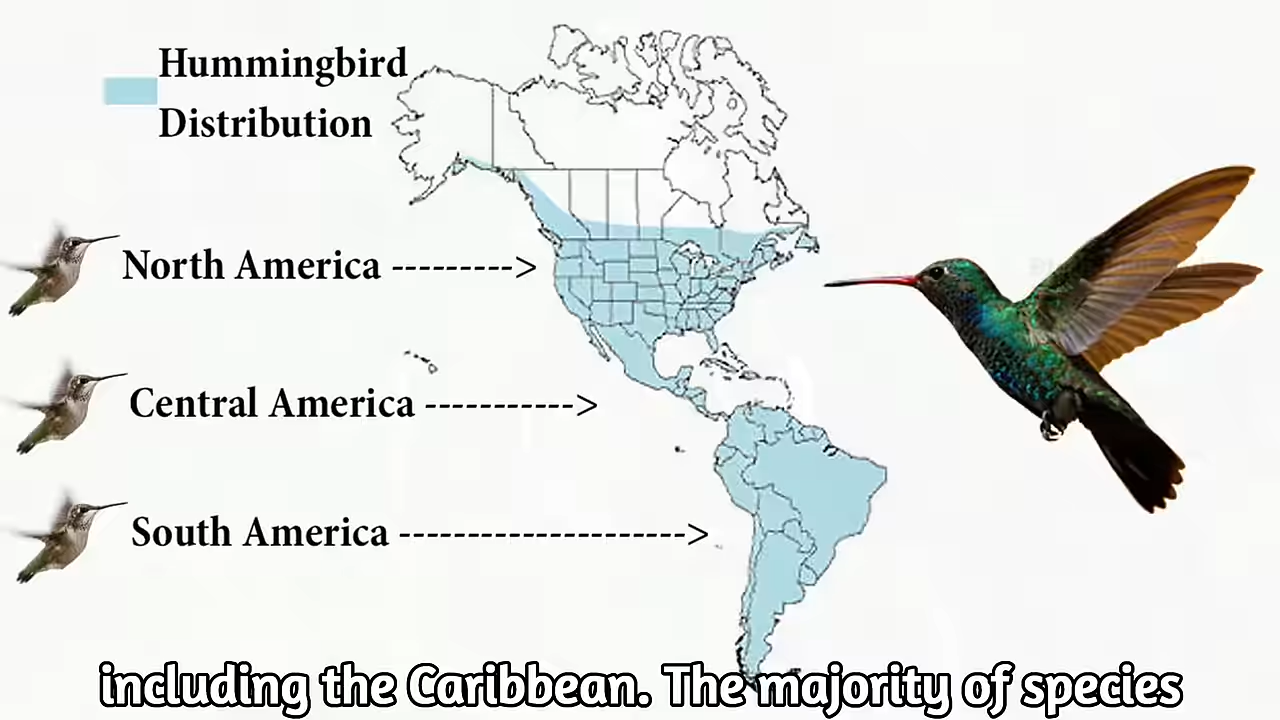 Hummingbird
Distribution
North America --------->
Central America ----------->
South America --------------------->
including the Caribbean. The majority of species